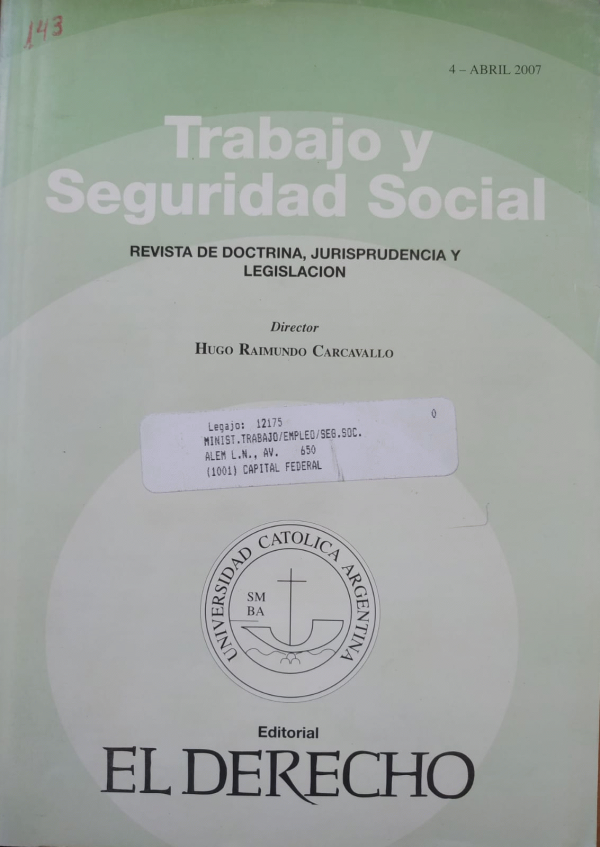 143
4 – ABRIL 2007
Trabajo y
Seguridad Social
REVISTA DE DOCTRINA, JURISPRUDENCIA Y
LEGISLACION
Director
HUGO RAIMUNDO CARCAVALLO
Legajo: 12175 0
MINIST.TRABAJO/EMPLEO/SEG.SOC.
ALEM L.N., AV. 650
(1001) CAPITAL FEDERAL
UNIVERSIDAD CATOLICA ARGENTINA
SM
BA
Editorial
EL DERECHO